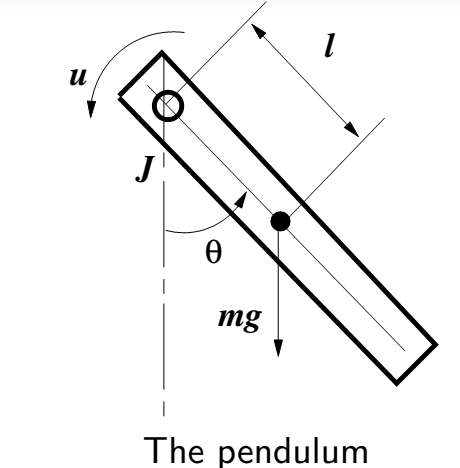 l
u
J
θ
mg
The pendulum